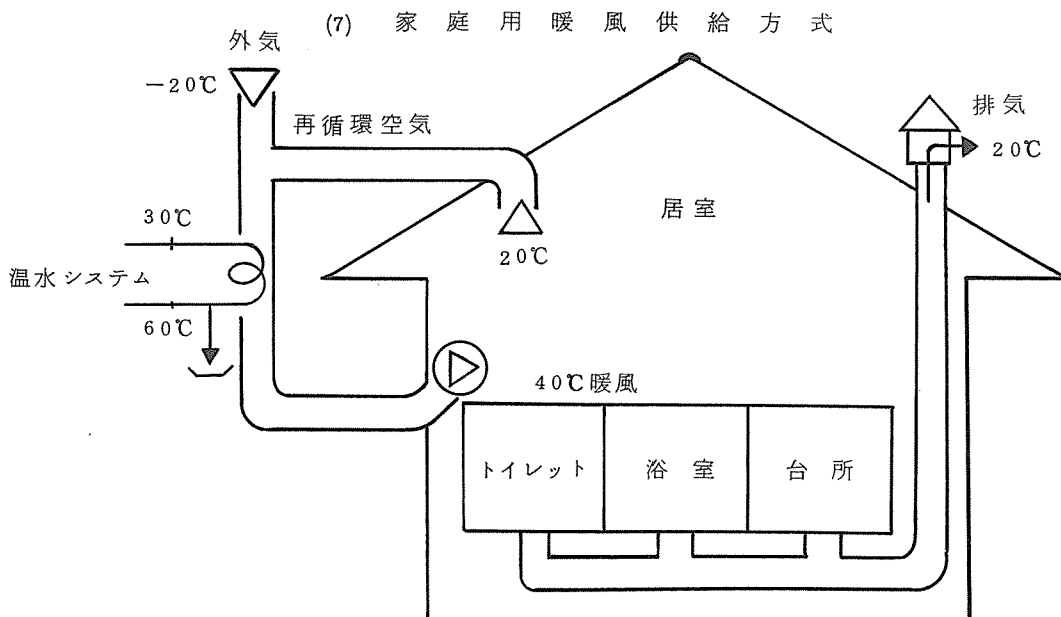 (7) 家庭用暖風供給方式
外気
-20℃
再循環空気
排気
20℃
居室
30℃
20℃
温水システム
60℃
40℃暖風
トイレット
浴室
台所